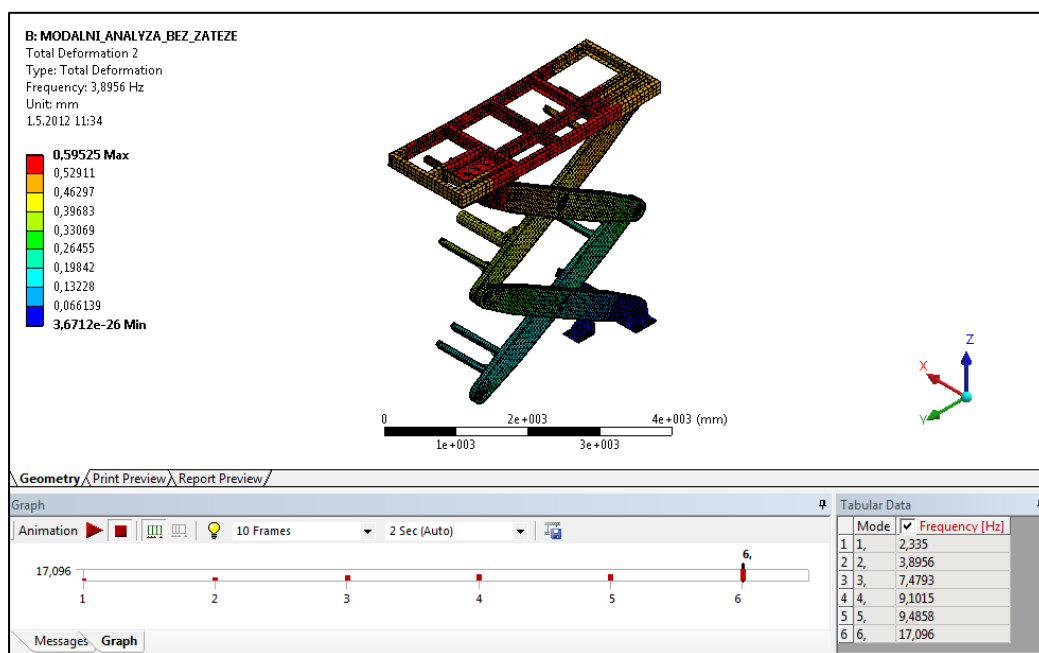 B: MODALNI_ANALYZA_BEZ_ZATEZE
Total Deformation 2
Type: Total Deformation
Frequency: 3,8956 Hz
Unit: mm
1.5.2012 11:34
0,59525 Max
0,52911
0,46297
0,39683
0,33069
0,26455
0,19842
0,13228
0,066139
3,6712e-26 Min
Z
X
Y
0 2e+003 4e+003 (mm)
1e+003 3e+003
Geometry Print Preview Report Preview
Graph
Animation 10 Frames 2 Sec (Auto)
6,
17,096
1 2 3 4 5 6
Messages Graph
Tabular Data
Mode Frequency [Hz]
1 1, 2,335
2 2, 3,8956
3 3, 7,4793
4 4, 9,1015
5 5, 9,4858
6 6, 17,096